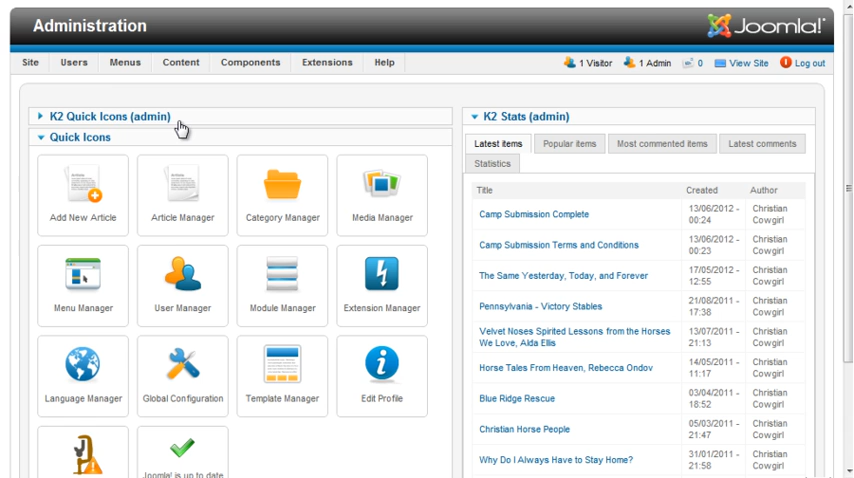 Administration
Joomla!
Site Users Menus Content Components Extensions Help
1 Visitor 1 Admin 0 View Site Log out
K2 Quick Icons (admin)
Quick Icons
Add New Article
Article Manager
Category Manager
Media Manager
Menu Manager
User Manager
Module Manager
Extension Manager
Language Manager
Global Configuration
Template Manager
Edit Profile
Joomla! is up to date
K2 Stats (admin)
Latest items Popular items Most commented items Latest comments
Statistics
Title Created Author
Camp Submission Complete 13/06/2012 - 00:24 Christian Cowgirl
Camp Submission Terms and Conditions 13/06/2012 - 00:23 Christian Cowgirl
The Same Yesterday, Today, and Forever 17/05/2012 - 12:55 Christian Cowgirl
Pennsylvania - Victory Stables 21/08/2011 - 17:38 Christian Cowgirl
Velvet Noses Spirited Lessons from the Horses We Love, Alda Ellis 13/07/2011 - 21:13 Christian Cowgirl
Horse Tales From Heaven, Rebecca Ondov 14/05/2011 - 11:17 Christian Cowgirl
Blue Ridge Rescue 03/04/2011 - 18:52 Christian Cowgirl
Christian Horse People 05/03/2011 - 21:47 Christian Cowgirl
Why Do I Always Have to Stay Home? 31/01/2011 - 21:58 Christian Cowgirl